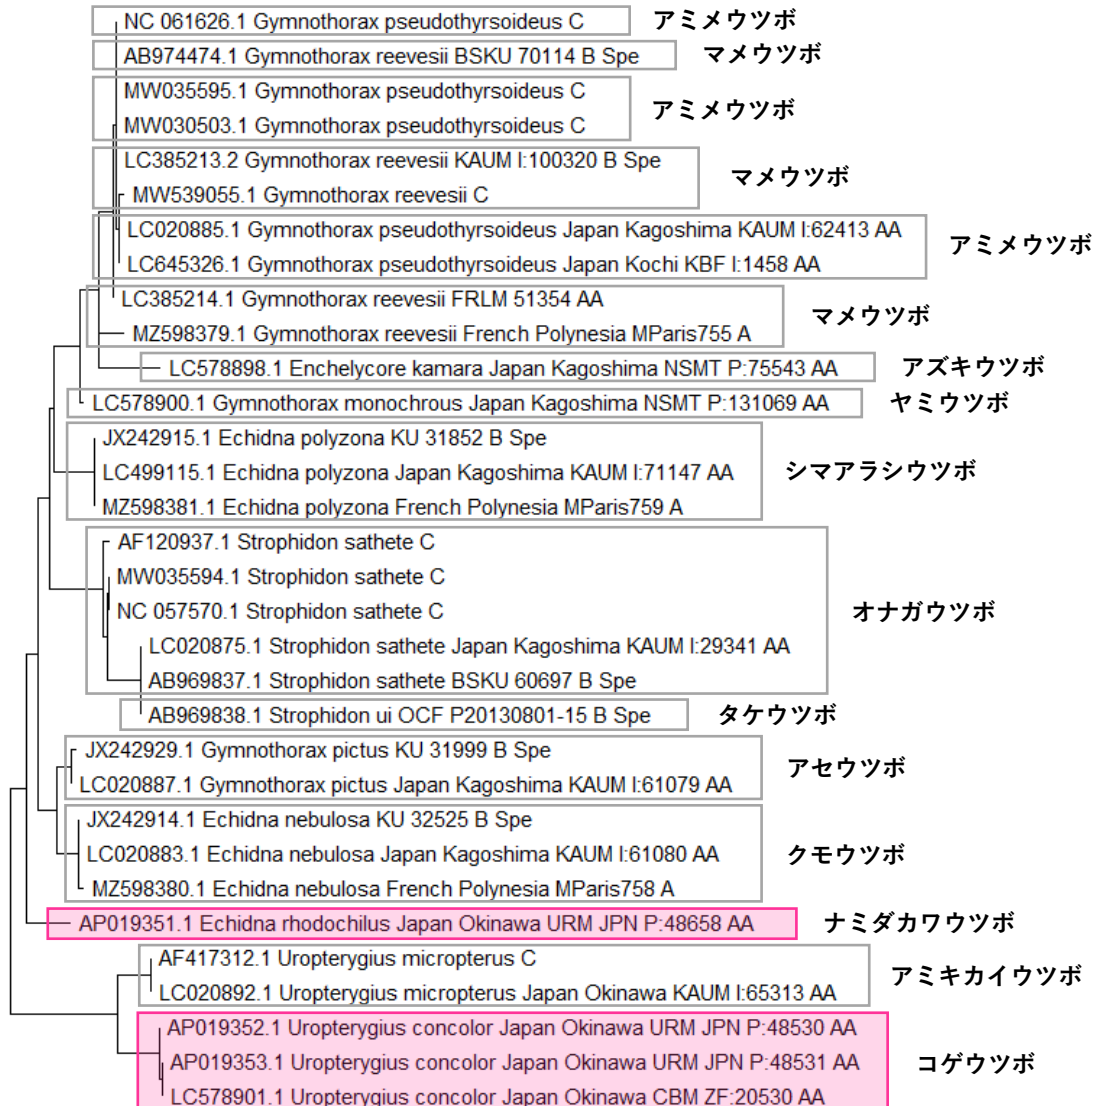 NC 061626.1 Gymnothorax pseudothyrsoideus C
アミメウツボ
AB974474.1 Gymnothorax reevesii BSKU 70114 B Spe
マメウツボ
MW035595.1 Gymnothorax pseudothyrsoideus C
アミメウツボ
MW030503.1 Gymnothorax pseudothyrsoideus C
LC385213.2 Gymnothorax reevesii KAUM I:100320 B Spe
マメウツボ
MW539055.1 Gymnothorax reevesii C
LC020885.1 Gymnothorax pseudothyrsoideus Japan Kagoshima KAUM I:62413 AA
アミメウツボ
LC645326.1 Gymnothorax pseudothyrsoideus Japan Kochi KBF I:1458 AA
LC385214.1 Gymnothorax reevesii FRLM 51354 AA
マメウツボ
MZ598379.1 Gymnothorax reevesii French Polynesia MParis755 A
LC578898.1 Enchelycore kamara Japan Kagoshima NSMT P:75543 AA
アズキウツボ
LC578900.1 Gymnothorax monochrous Japan Kagoshima NSMT P:131069 AA
ヤミウツボ
JX242915.1 Echidna polyzona KU 31852 B Spe
LC499115.1 Echidna polyzona Japan Kagoshima KAUM I:71147 AA
シマアラシウツボ
MZ598381.1 Echidna polyzona French Polynesia MParis759 A
AF120937.1 Strophidon sathete C
MW035594.1 Strophidon sathete C
NC 057570.1 Strophidon sathete C
オナガウツボ
LC020875.1 Strophidon sathete Japan Kagoshima KAUM I:29341 AA
AB969837.1 Strophidon sathete BSKU 60697 B Spe
AB969838.1 Strophidon ui OCF P20130801-15 B Spe
タケウツボ
JX242929.1 Gymnothorax pictus KU 31999 B Spe
アセウツボ
LC020887.1 Gymnothorax pictus Japan Kagoshima KAUM I:61079 AA
JX242914.1 Echidna nebulosa KU 32525 B Spe
LC020883.1 Echidna nebulosa Japan Kagoshima KAUM I:61080 AA
クモウツボ
MZ598380.1 Echidna nebulosa French Polynesia MParis758 A
AP019351.1 Echidna rhodochilus Japan Okinawa URM JPN P:48658 AA
ナミダカワウツボ
AF417312.1 Uropterygius micropterus C
アミキカイウツボ
LC020892.1 Uropterygius micropterus Japan Okinawa KAUM I:65313 AA
AP019352.1 Uropterygius concolor Japan Okinawa URM JPN P:48530 AA
AP019353.1 Uropterygius concolor Japan Okinawa URM JPN P:48531 AA
コゲウツボ
LC578901.1 Uropterygius concolor Japan Okinawa CBM ZF:20530 AA